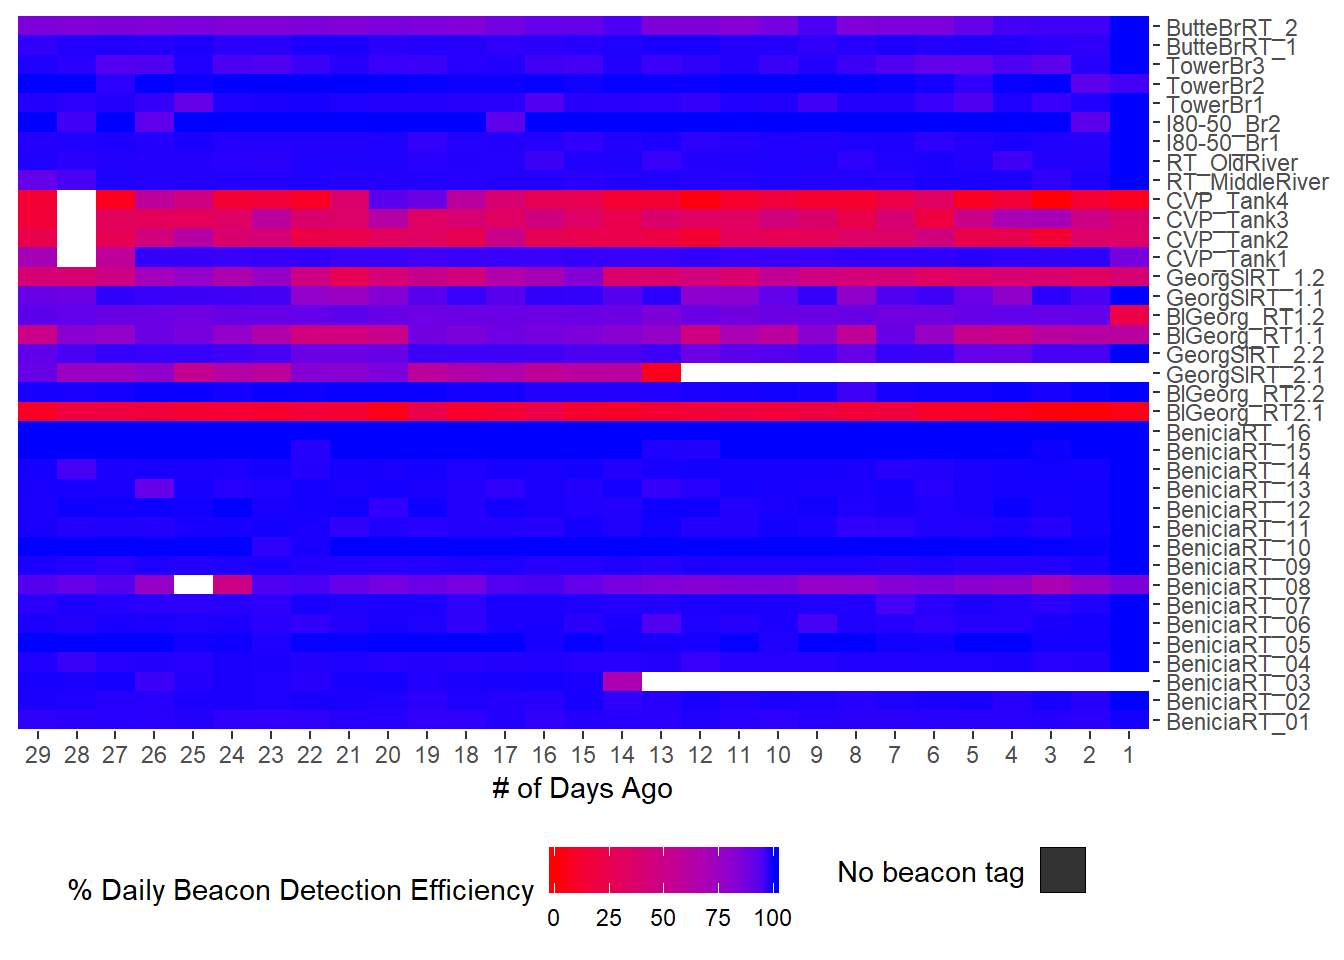 ButteBrRT_2
ButteBrRT_1
TowerBr3
TowerBr2
TowerBr1
I80-50_Br2
I80-50_Br1
RT_OldRiver
RT_MiddleRiver
CVP_Tank4
CVP_Tank3
CVP_Tank2
CVP_Tank1
GeorgSlRT_1.2
GeorgSlRT_1.1
BlGeorg_RT1.2
BlGeorg_RT1.1
GeorgSlRT_2.2
GeorgSlRT_2.1
BlGeorg_RT2.2
BlGeorg_RT2.1
BeniciaRT_16
BeniciaRT_15
BeniciaRT_14
BeniciaRT_13
BeniciaRT_12
BeniciaRT_11
BeniciaRT_10
BeniciaRT_09
BeniciaRT_08
BeniciaRT_07
BeniciaRT_06
BeniciaRT_05
BeniciaRT_04
BeniciaRT_03
BeniciaRT_02
BeniciaRT_01
29 28 27 26 25 24 23 22 21 20 19 18 17 16 15 14 13 12 11 10 9 8 7 6 5 4 3 2 1
# of Days Ago
% Daily Beacon Detection Efficiency
0 25 50 75 100
No beacon tag